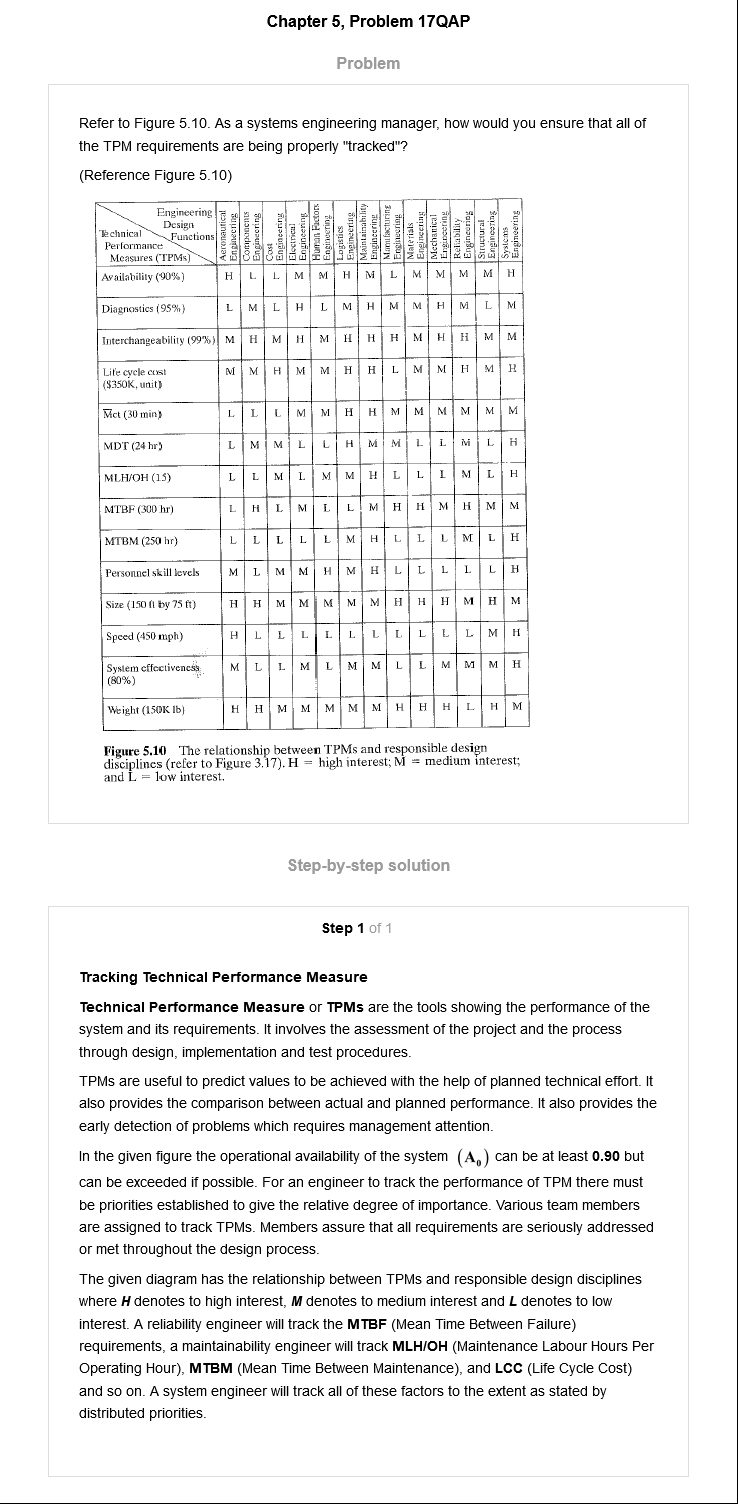 Chapter 5, Problem 17QAP
Problem
Refer to Figure 5.10. As a systems engineering manager, how would you ensure that all of
the TPM requirements are being properly "tracked"?
(Reference Figure 5.10)
Engineering
Design
Functions
Technical
Performance
Measures (TPMs)
Aeronautical Engineering
Components Engineering
Cost Engineering
Electrical Engineering
Human Factors Engineering
Logistics Engineering
Maintainability Engineering
Manufacturing Engineering
Materials Engineering
Mechanical Engineering
Reliability Engineering
Structural Engineering
Systems Engineering
Availability (90%) H L L M M H M L M M M M H
Diagnostics (95%) L M L H L M H M M H M L M
Interchangeability (99%) M H M H M H H H M H H M M
Life cycle cost
($350K, unit) M M H M M H H L M M H M H
M̅ct (30 min) L L L M M H H M M M M M M
MDT (24 hr) L M M L L H M M L L M L H
MLH/OH (15) L L M L M M H L L L M L H
MTBF (300 hr) L H L M L L M H H M H M M
MTBM (250 hr) L L L L L M H L L L M L H
Personnel skill levels M L M M H M H L L L L L H
Size (150 ft by 75 ft) H H M M M M M H H H M H M
Speed (450 mph) H L L L L L L L L L L M H
System effectiveness
(80%) M L L M L M M L L M M M H
Weight (150K lb) H H M M M M M H H H L H M
Figure 5.10 The relationship between TPMs and responsible design
disciplines (refer to Figure 3.17). H = high interest; M = medium interest;
and L = low interest.
Step-by-step solution
Step 1 of 1
Tracking Technical Performance Measure
Technical Performance Measure or TPMs are the tools showing the performance of the
system and its requirements. It involves the assessment of the project and the process
through design, implementation and test procedures.
TPMs are useful to predict values to be achieved with the help of planned technical effort. It
also provides the comparison between actual and planned performance. It also provides the
early detection of problems which requires management attention.
In the given figure the operational availability of the system (A₀) can be at least 0.90 but
can be exceeded if possible. For an engineer to track the performance of TPM there must
be priorities established to give the relative degree of importance. Various team members
are assigned to track TPMs. Members assure that all requirements are seriously addressed
or met throughout the design process.
The given diagram has the relationship between TPMs and responsible design disciplines
where H denotes to high interest, M denotes to medium interest and L denotes to low
interest. A reliability engineer will track the MTBF (Mean Time Between Failure)
requirements, a maintainability engineer will track MLH/OH (Maintenance Labour Hours Per
Operating Hour), MTBM (Mean Time Between Maintenance), and LCC (Life Cycle Cost)
and so on. A system engineer will track all of these factors to the extent as stated by
distributed priorities.